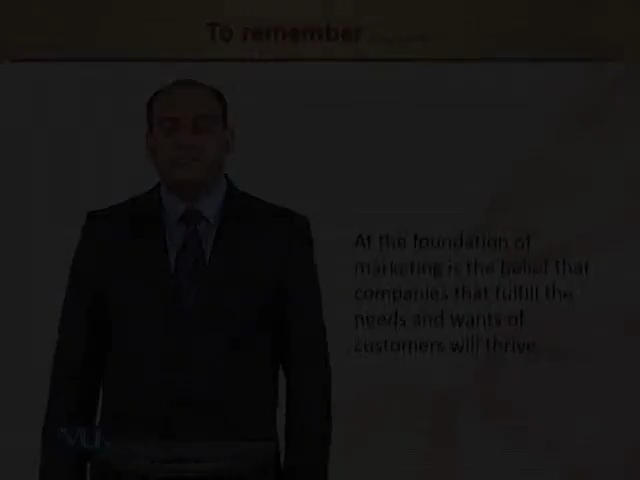 To remember
At the foundation of
marketing is the belief that
companies that fulfill the
needs and wants of
customers will thrive